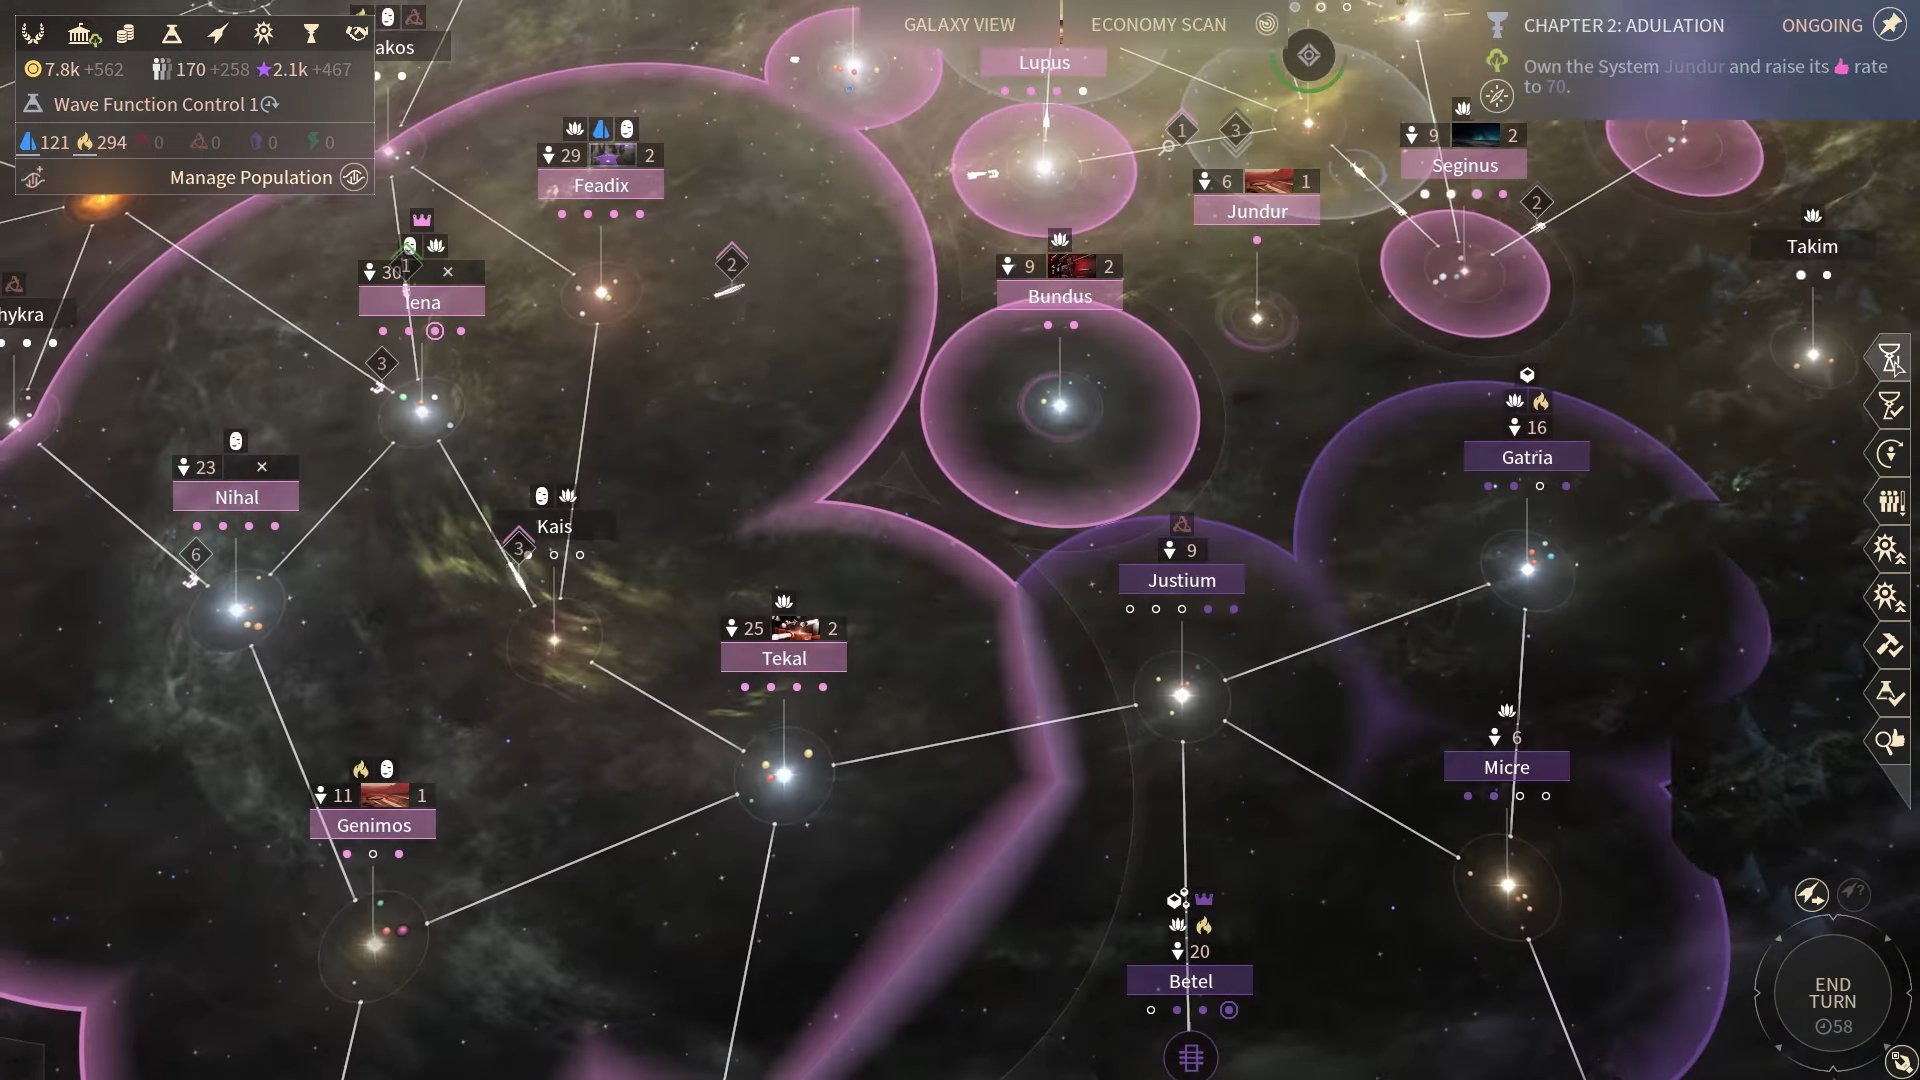 GALAXY VIEW
ECONOMY SCAN
CHAPTER 2: ADULATION
ONGOING
Own the System Jundur and raise its rate
to 70.
7.8k +562
170 +258
2.1k +467
Wave Function Control 1
121
294
0
0
0
0
Manage Population
akos
Lupus
1
3
9
2
Seginus
2
29
2
Feadix
6
1
Jundur
Takim
2
30
1
×
Iena
9
2
Bundus
hykra
3
23
×
Nihal
16
Gatria
6
Kais
3
9
Justium
25
2
Tekal
6
Micre
11
1
Genimos
20
Betel
END
TURN
58